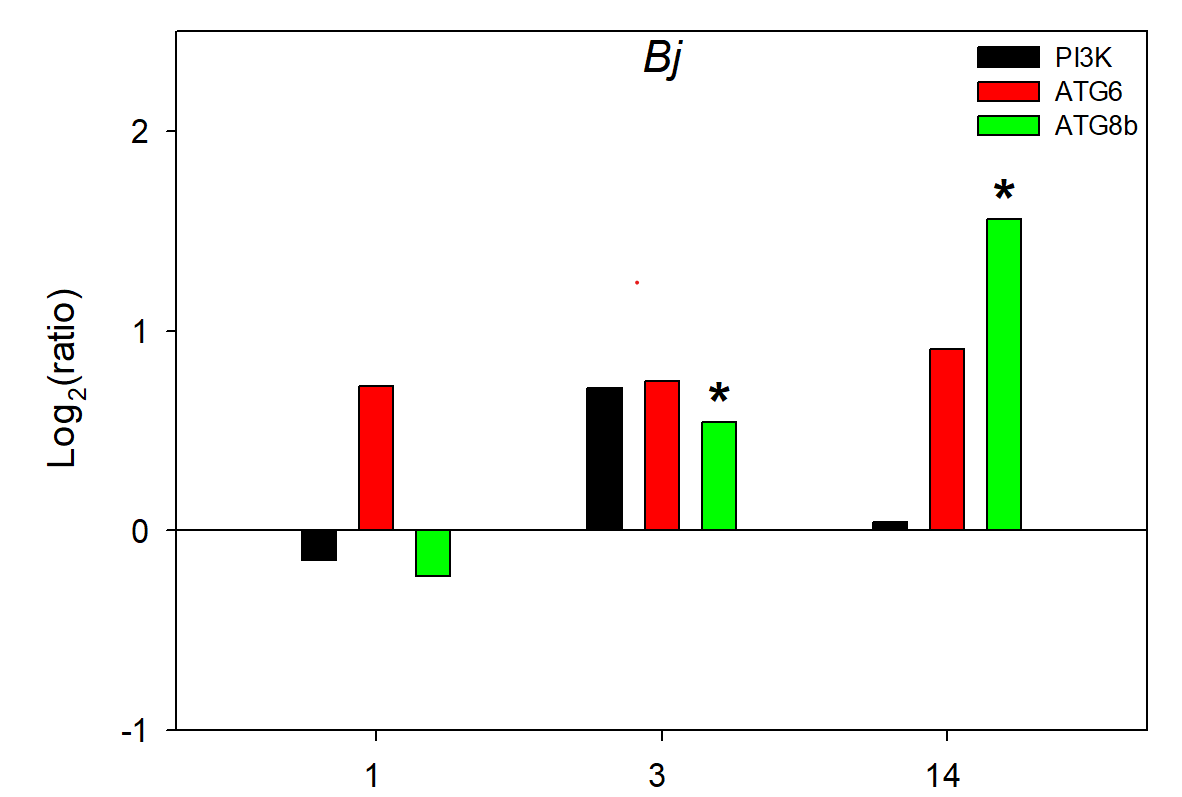 Bj
PI3K
ATG6
ATG8b
2
*
1
*
0
-1
Log₂(ratio)
1 3 14